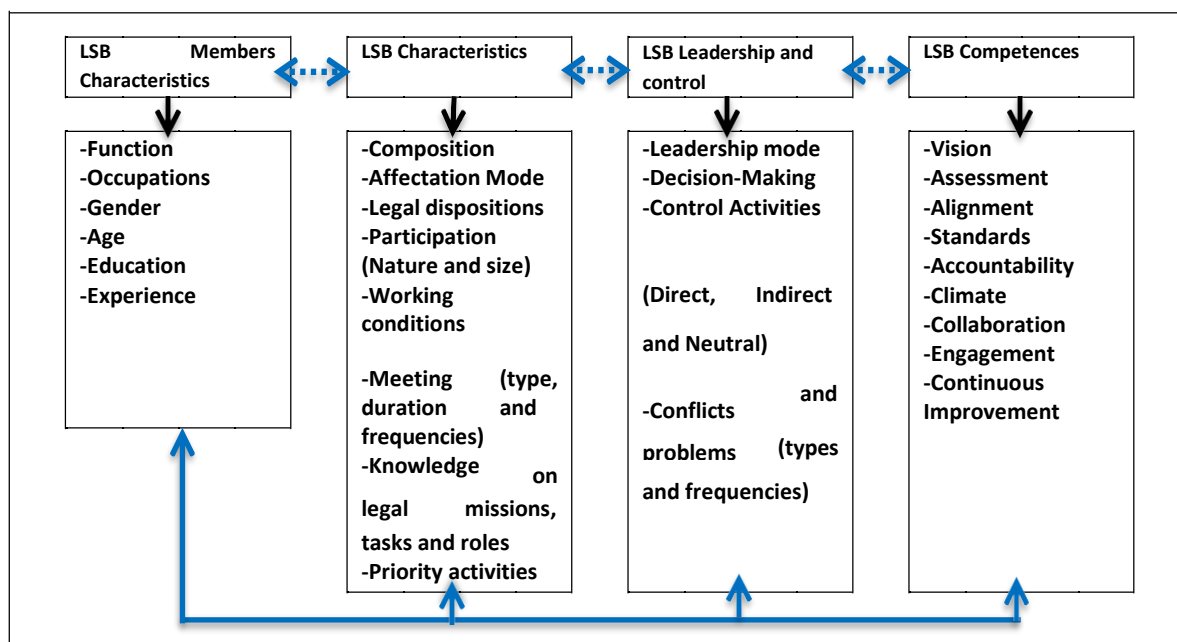 LSB Members
Characteristics
LSB Characteristics
LSB Leadership and
control
LSB Competences
-Function
-Occupations
-Gender
-Age
-Education
-Experience
-Composition
-Affectation Mode
-Legal dispositions
-Participation
(Nature and size)
-Working
conditions
-Meeting (type,
duration and
frequencies)
-Knowledge on
legal missions,
tasks and roles
-Priority activities
-Leadership mode
-Decision-Making
-Control Activities
(Direct, Indirect
and Neutral)
-Conflicts and
problems (types
and frequencies)
-Vision
-Assessment
-Alignment
-Standards
-Accountability
-Climate
-Collaboration
-Engagement
-Continuous
Improvement